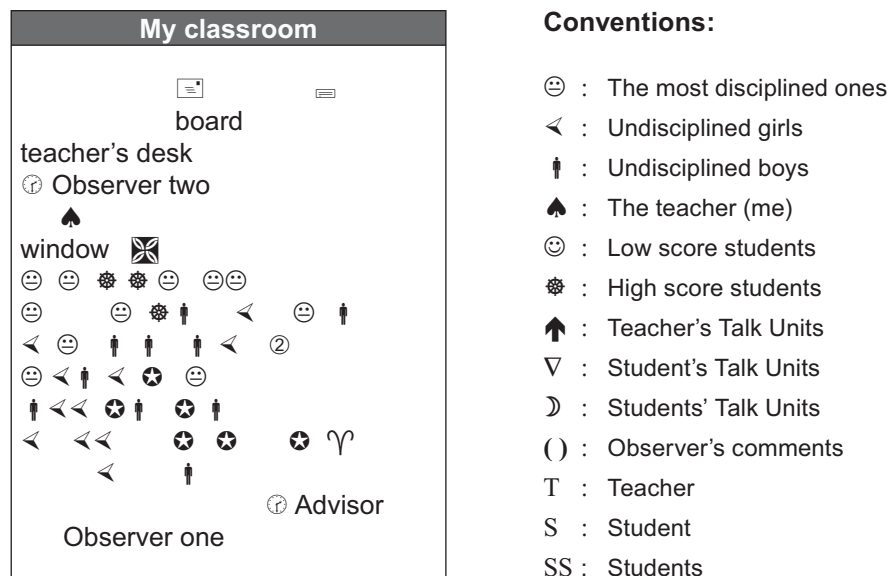 My classroom
board
teacher's desk
Observer two
window
②
Advisor
Observer one
Conventions:
: The most disciplined ones
: Undisciplined girls
: Undisciplined boys
: The teacher (me)
: Low score students
: High score students
: Teacher's Talk Units
∇ : Student's Talk Units
: Students' Talk Units
( ) : Observer's comments
T : Teacher
S : Student
SS : Students